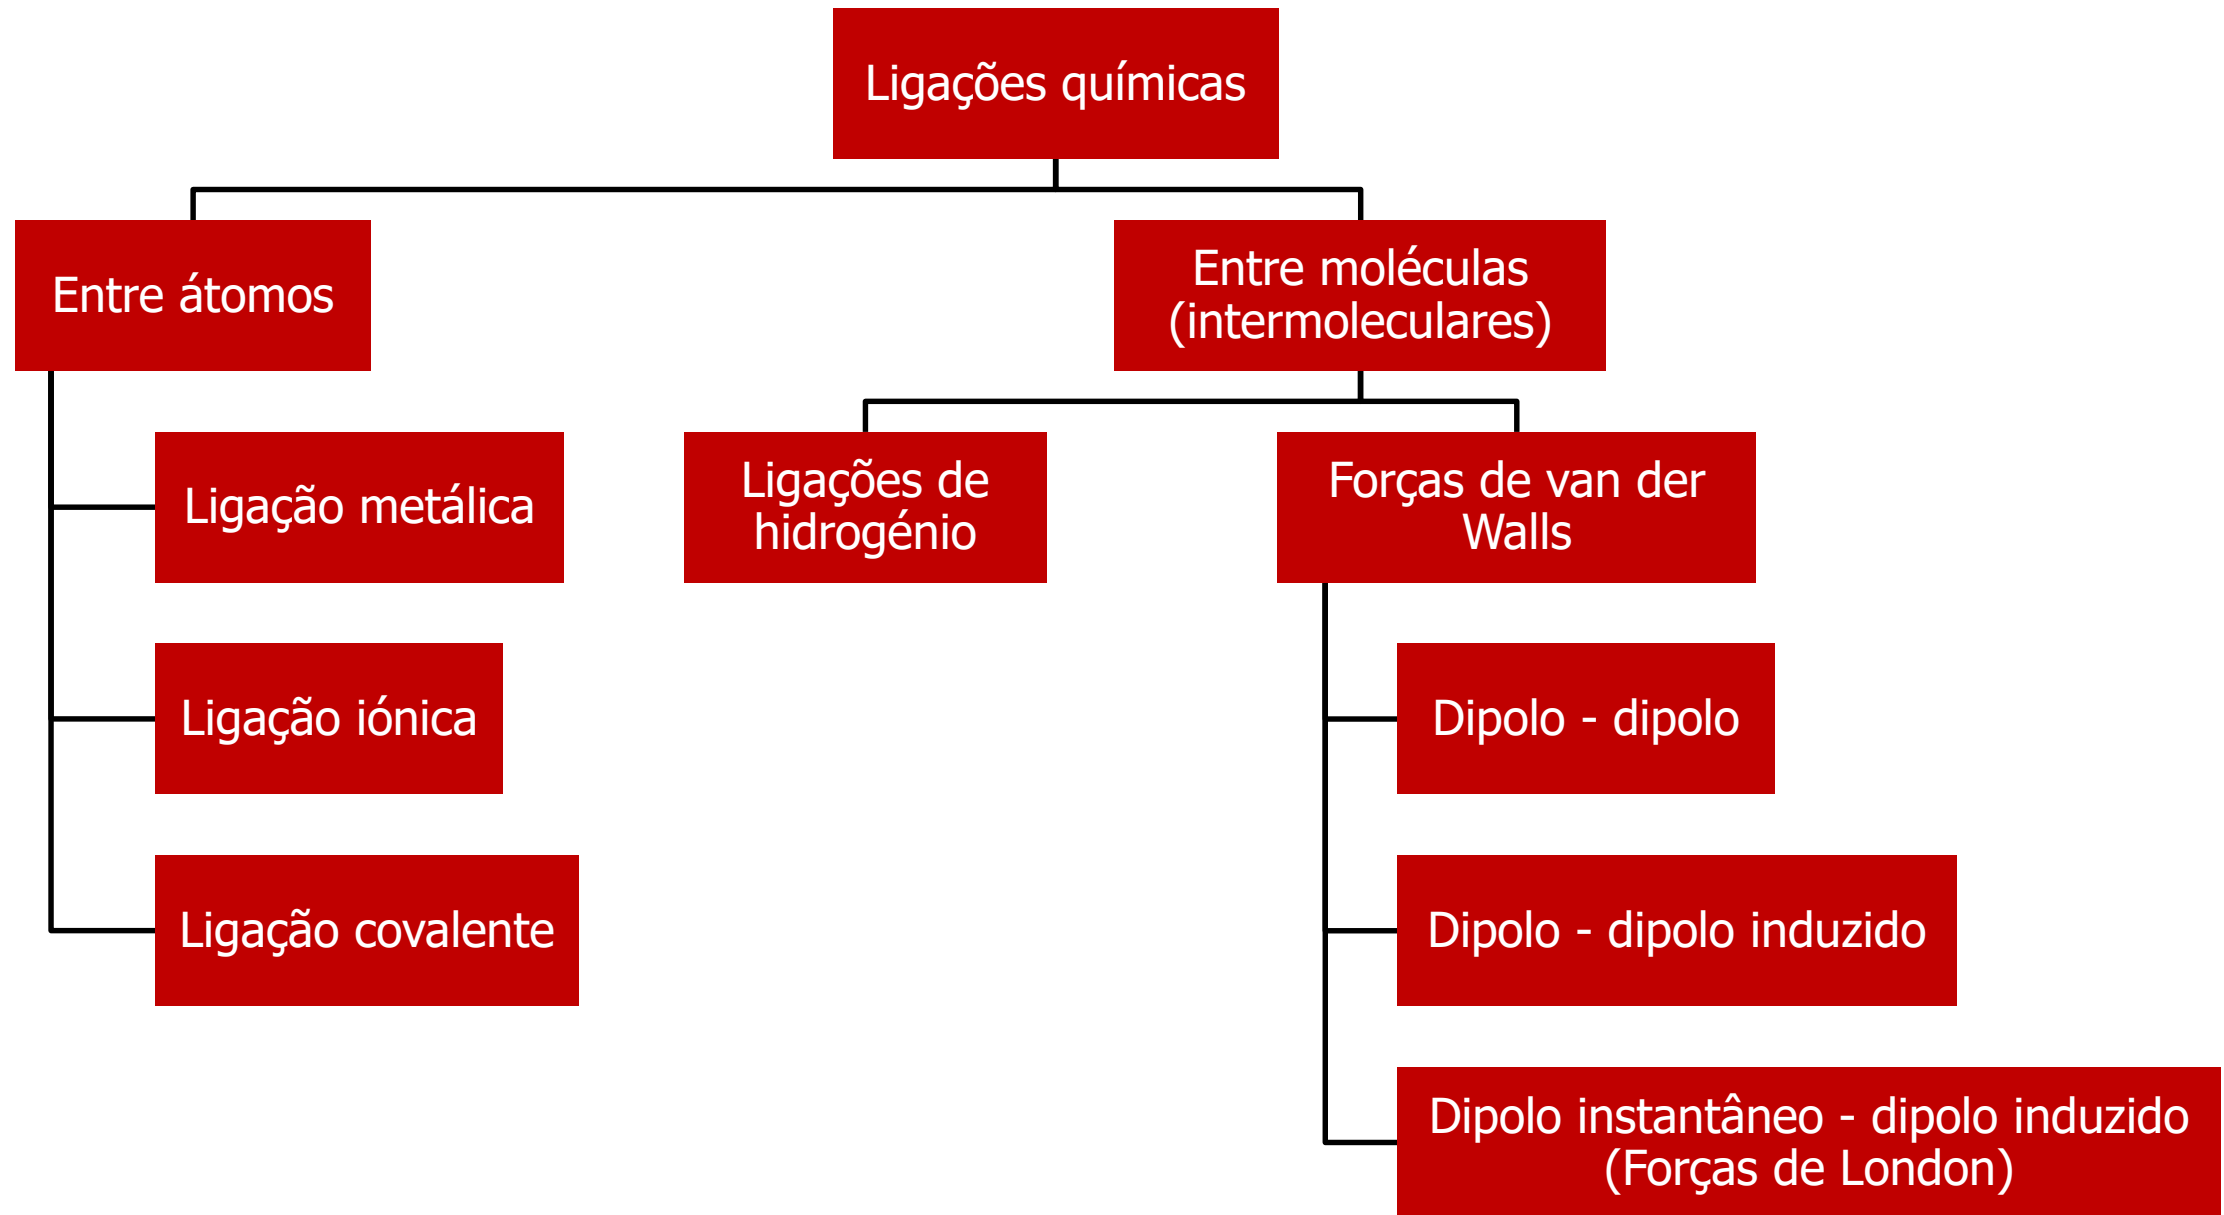 Ligações químicas
Entre átomos
Entre moléculas
(intermoleculares)
Ligação metálica
Ligações de
hidrogénio
Forças de van der
Walls
Ligação iónica
Dipolo - dipolo
Ligação covalente
Dipolo - dipolo induzido
Dipolo instantâneo - dipolo induzido
(Forças de London)